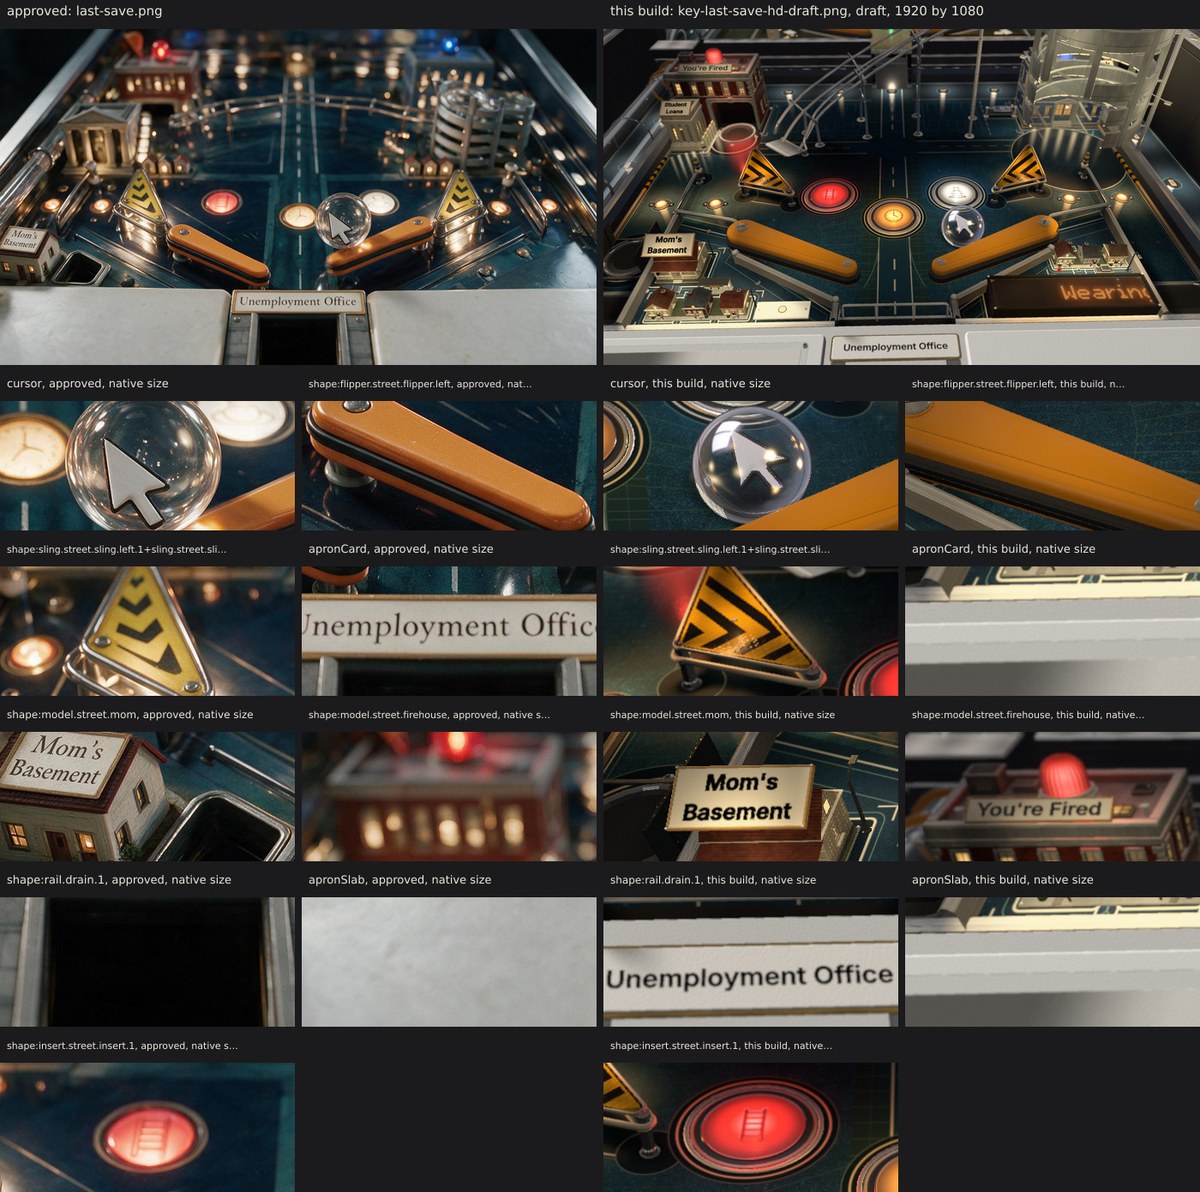 approved: last-save.png
this build: key-last-save-hd-draft.png, draft, 1920 by 1080
Mom's
Basement
Unemployment Office
You're Fired
Student
Loans
Mom's
Basement
Wearing
Unemployment Office
cursor, approved, native size
shape:flipper.street.flipper.left, approved, nat...
cursor, this build, native size
shape:flipper.street.flipper.left, this build, n...
shape:sling.street.sling.left.1+sling.street.sli...
apronCard, approved, native size
shape:sling.street.sling.left.1+sling.street.sli...
apronCard, this build, native size
Unemployment Office
shape:model.street.mom, approved, native size
shape:model.street.firehouse, approved, native s...
shape:model.street.mom, this build, native size
shape:model.street.firehouse, this build, native...
Mom's
Basement
Mom's
Basement
You're Fired
shape:rail.drain.1, approved, native size
apronSlab, approved, native size
shape:rail.drain.1, this build, native size
apronSlab, this build, native size
Unemployment Office
shape:insert.street.insert.1, approved, native s...
shape:insert.street.insert.1, this build, native...